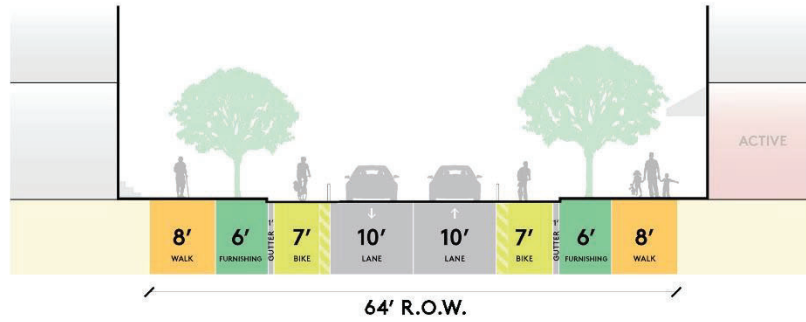 ACTIVE
8' 6' 1' 7' 10' 10' 7' 1' 6' 8'
WALK FURNISHING GUTTER BIKE LANE LANE BIKE GUTTER FURNISHING WALK
64' R.O.W.